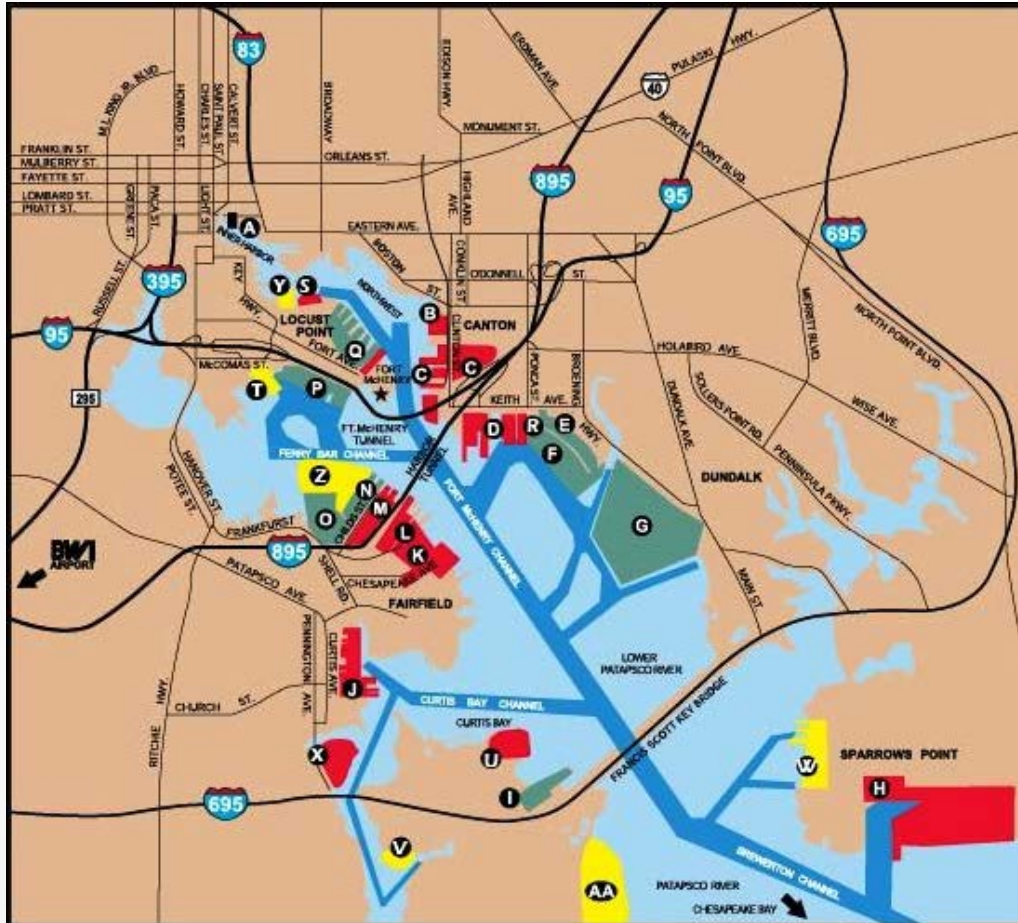 83
EDISON HWY.
ERDMAN AVE.
PULASKI HWY.
40
M.L. KING JR. BLVD
HOWARD ST.
CHARLES ST.
SAINT PAUL ST.
CALVERT ST.
BROADWAY
MONUMENT ST.
NORTH POINT BLVD.
FRANKLIN ST.
MULBERRY ST.
ORLEANS ST.
FAYETTE ST.
LOMBARD ST.
PRATT ST.
GREENE ST.
PACA ST.
LIGHT ST.
HIGHLAND AVE.
895
95
695
A
INNER HARBOR
EASTERN AVE.
BOSTON ST.
CONKLIN ST.
O'DONNELL ST.
RUSSELL ST.
395
KEY HWY.
Y
S
NORTHWEST
B
CANTON
CLINTON ST.
MERRITT BLVD.
NORTH POINT BLVD.
95
LOCUST POINT
FORT AVE.
Q
HOLABIRD AVE.
McCOMAS ST.
FORT McHENRY
C
C
PONCA ST.
BROENING HWY
DUNDALK AVE.
SOLLERS POINT RD.
WISE AVE.
295
T
P
KEITH AVE.
FT. McHENRY TUNNEL
HARBOR TUNNEL
D
R
E
F
PENNINSULA PKWY.
FERRY BAR CHANNEL
HANOVER ST.
POTEE ST.
Z
N
O
CHILDS ST.
M
L
K
FORT McHENRY CHANNEL
G
DUNDALK
FRANKFURST
895
BWI
AIRPORT
PATAPSCO AVE.
SHELL RD.
CHESAPEAKE AVE.
FAIRFIELD
MAIN ST.
PENNINGTON AVE.
CURTIS AVE.
J
LOWER
PATAPSCO RIVER
CHURCH ST.
CURTIS BAY CHANNEL
CURTIS BAY
FRANCIS SCOTT KEY BRIDGE
RITCHIE HWY.
X
U
I
W
SPARROWS POINT
H
695
V
AA
BREWERTON CHANNEL
PATAPSCO RIVER
CHESAPEAKE BAY